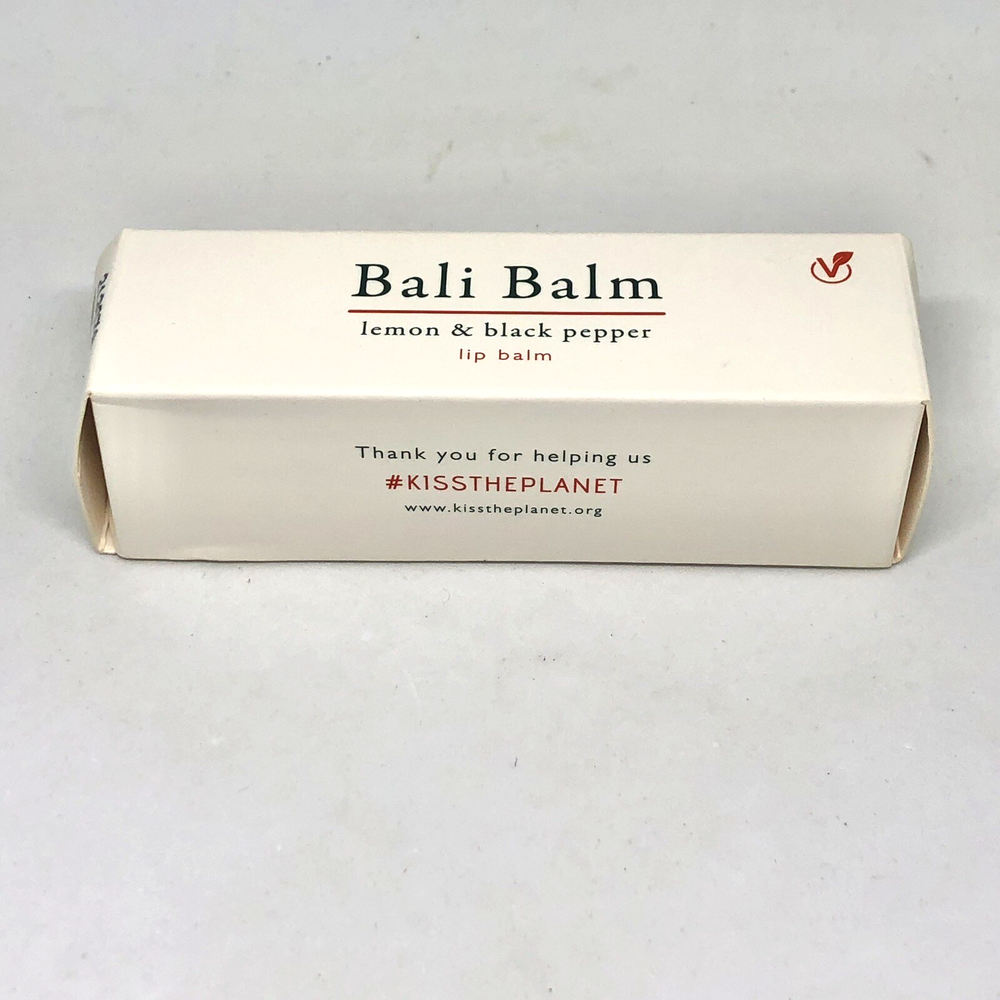 Bali Balm
lemon & black pepper
lip balm
Thank you for helping us
#KISSTHEPLANET
www.kisstheplanet.org